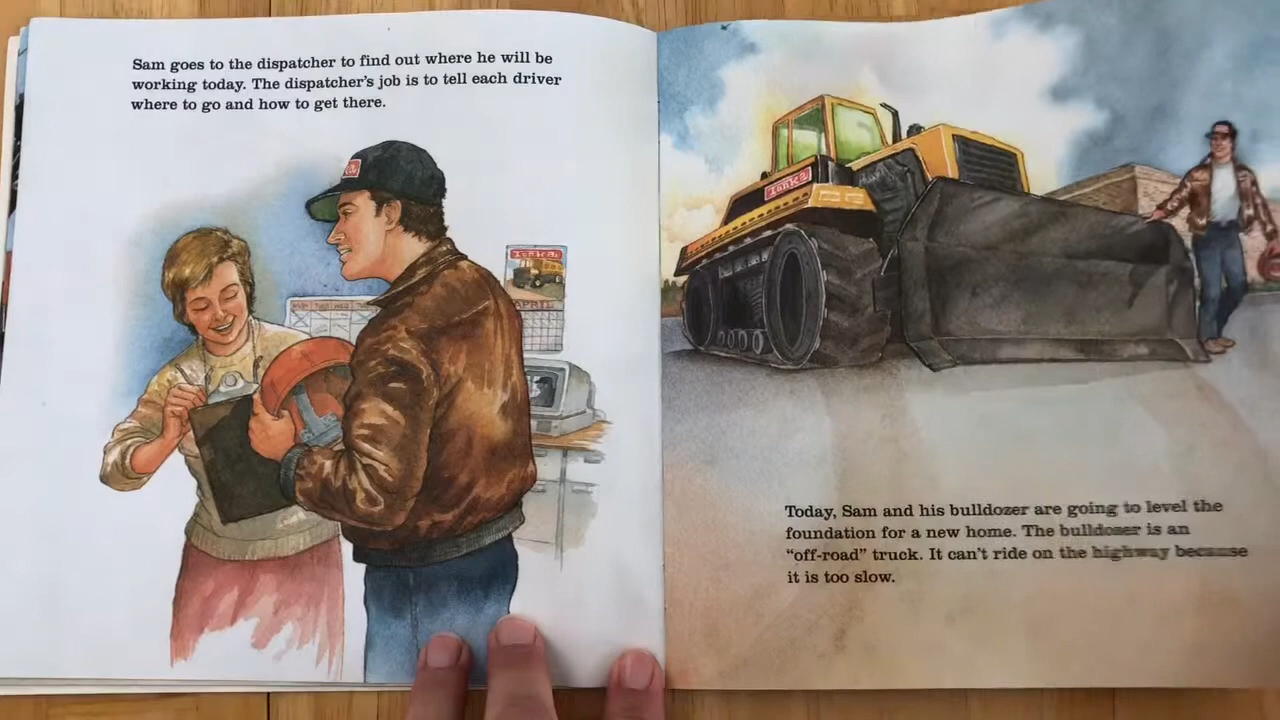 Sam goes to the dispatcher to find out where he will be
working today. The dispatcher's job is to tell each driver
where to go and how to get there.
Tonka
APRIL
Tonka
Today, Sam and his bulldozer are going to level the
foundation for a new home. The bulldozer is an
"off-road" truck. It can't ride on the highway because
it is too slow.